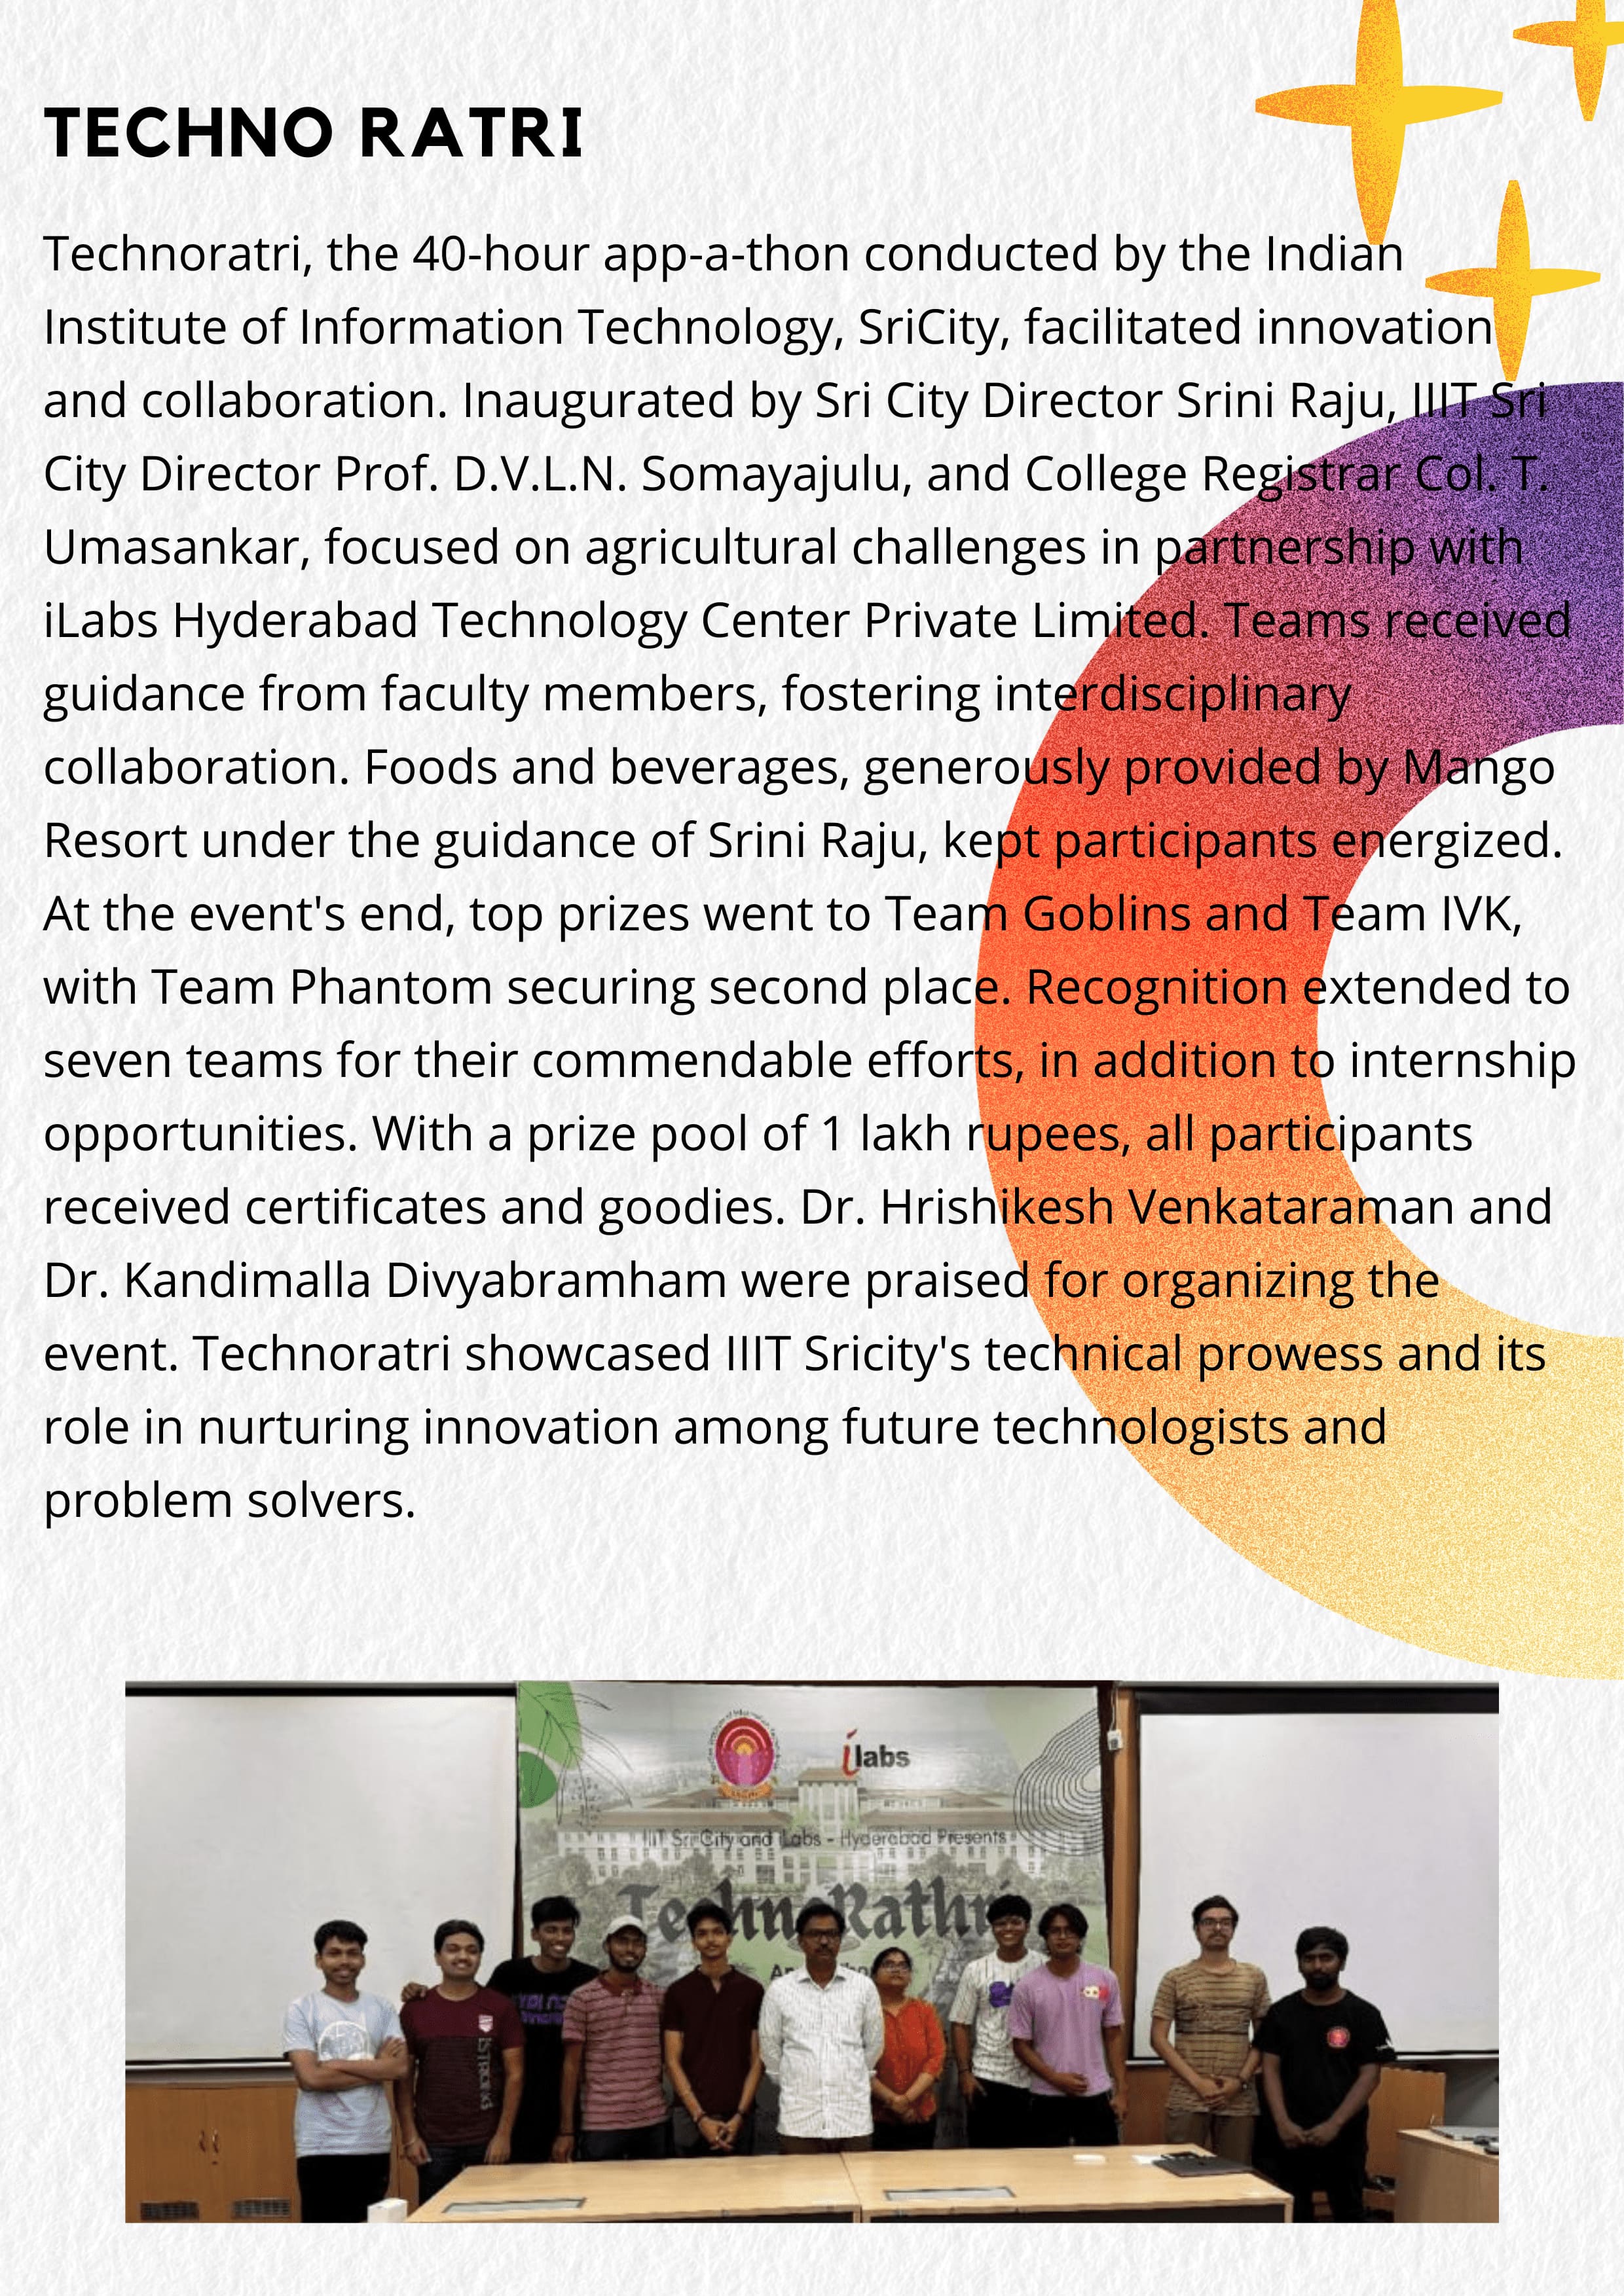 TECHNO RATRI
Technoratri, the 40-hour app-a-thon conducted by the Indian
Institute of Information Technology, SriCity, facilitated innovation
and collaboration. Inaugurated by Sri City Director Srini Raju, IIIT Sri
City Director Prof. D.V.L.N. Somayajulu, and College Registrar Col. T.
Umasankar, focused on agricultural challenges in partnership with
iLabs Hyderabad Technology Center Private Limited. Teams received
guidance from faculty members, fostering interdisciplinary
collaboration. Foods and beverages, generously provided by Mango
Resort under the guidance of Srini Raju, kept participants energized.
At the event's end, top prizes went to Team Goblins and Team IVK,
with Team Phantom securing second place. Recognition extended to
seven teams for their commendable efforts, in addition to internship
opportunities. With a prize pool of 1 lakh rupees, all participants
received certificates and goodies. Dr. Hrishikesh Venkataraman and
Dr. Kandimalla Divyabramham were praised for organizing the
event. Technoratri showcased IIIT Sricity's technical prowess and its
role in nurturing innovation among future technologists and
problem solvers.
ilabs
IIIT Sri City and iLabs - Hyderabad Presents
TechnoRathri